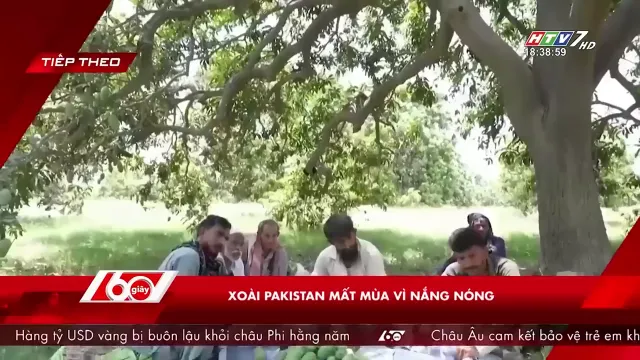 HTV7 HD
18:38:59
TIẾP THEO
60 giây
XOÀI PAKISTAN MẤT MÙA VÌ NẮNG NÓNG
Hàng tỷ USD vàng bị buôn lậu khỏi châu Phi hằng năm 60 Châu Âu cam kết bảo vệ trẻ em k